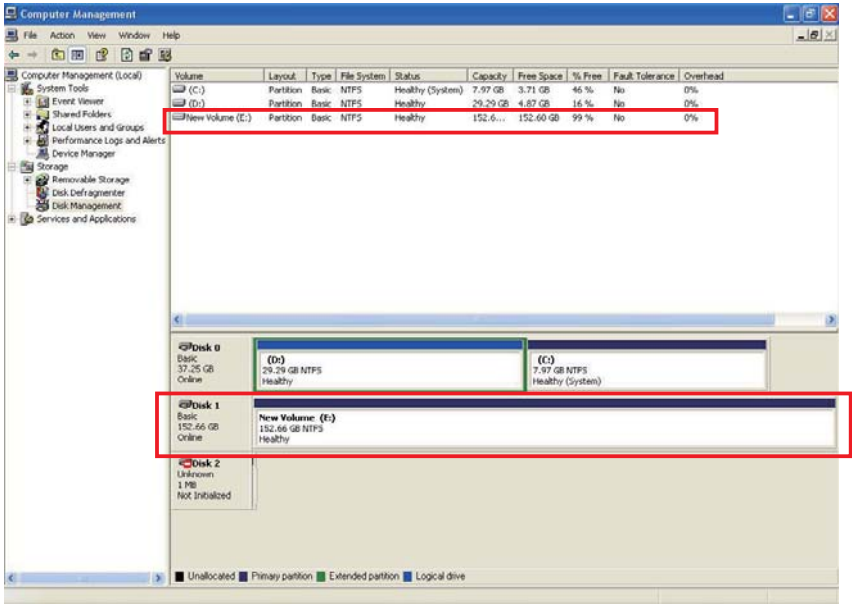 Computer Management
File Action View Window Help
Computer Management (Local)
System Tools
Event Viewer
Shared Folders
Local Users and Groups
Performance Logs and Alerts
Device Manager
Storage
Removable Storage
Disk Defragmenter
Disk Management
Services and Applications
Volume Layout Type File System Status Capacity Free Space % Free Fault Tolerance Overhead
(C:) Partition Basic NTFS Healthy (System) 7.97 GB 3.71 GB 46 % No 0%
(D:) Partition Basic NTFS Healthy 29.29 GB 4.87 GB 16 % No 0%
New Volume (E:) Partition Basic NTFS Healthy 152.6... 152.60 GB 99 % No 0%
Disk 0
Basic
37.25 GB
Online
(D:)
29.29 GB NTFS
Healthy
(C:)
7.97 GB NTFS
Healthy (System)
Disk 1
Basic
152.66 GB
Online
New Volume (E:)
152.66 GB NTFS
Healthy
Disk 2
Unknown
1 MB
Not Initialized
Unallocated Primary partition Extended partition Logical drive